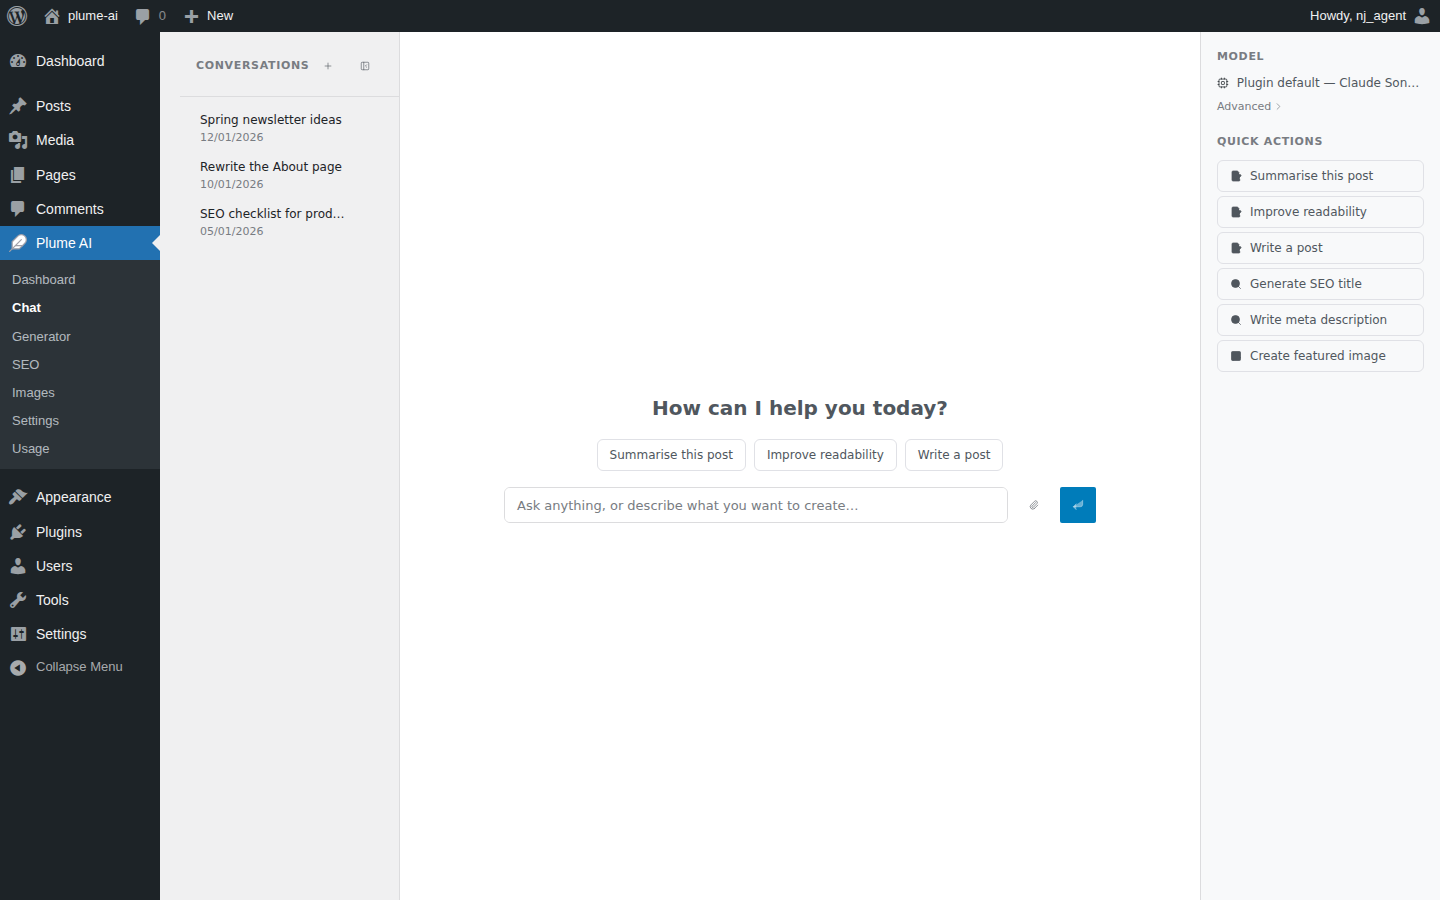 plume-ai
0
New
Howdy, nj_agent
Dashboard
Posts
Media
Pages
Comments
Plume AI
Dashboard
Chat
Generator
SEO
Images
Settings
Usage
Appearance
Plugins
Users
Tools
Settings
Collapse Menu
CONVERSATIONS
Spring newsletter ideas
12/01/2026
Rewrite the About page
10/01/2026
SEO checklist for prod...
05/01/2026
How can I help you today?
Summarise this post
Improve readability
Write a post
Ask anything, or describe what you want to create...
MODEL
Plugin default — Claude Son...
Advanced
QUICK ACTIONS
Summarise this post
Improve readability
Write a post
Generate SEO title
Write meta description
Create featured image